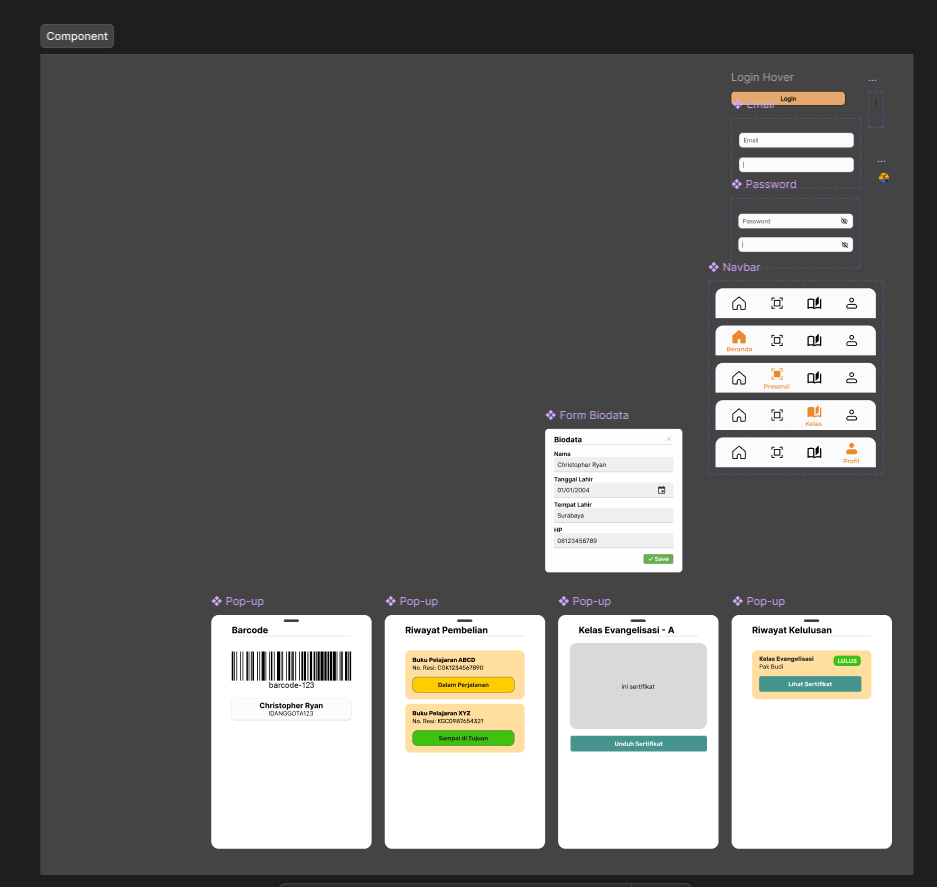 Component
Login Hover
...
Login
Email
Email
|
...
Password
Password
|
Navbar
Beranda
Presensi
Kelas
Profil
Form Biodata
Biodata
Nama
Christopher Ryan
Tanggal Lahir
01/01/2004
Tempat Lahir
Surabaya
HP
08123456789
Save
Pop-up
Barcode
barcode-123
Christopher Ryan
IDANGGOTA123
Pop-up
Riwayat Pembelian
Buku Pelajaran ABCD
No. Resi: CGK1234567890
Dalam Perjalanan
Buku Pelajaran XYZ
No. Resi: KGC0987654321
Sampai di Tujuan
Pop-up
Kelas Evangelisasi - A
ini sertifikat
Unduh Sertifikat
Pop-up
Riwayat Kelulusan
Kelas Evangelisasi
Pak Budi
LULUS
Lihat Sertifikat